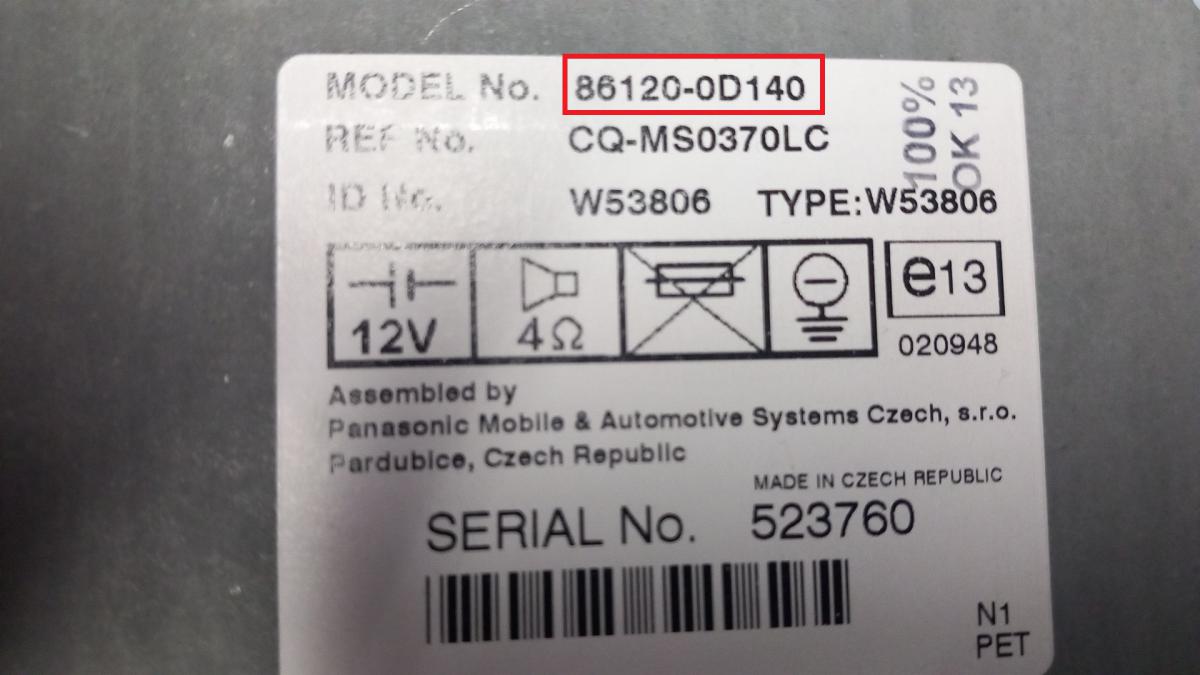 MODEL No. 86120-0D140
REF No. CQ-MS0370LC
ID No. W53806 TYPE:W53806
100%
OK 13
12V
4Ω
e13
020948
Assembled by
Panasonic Mobile & Automotive Systems Czech, s.r.o.
Pardubice, Czech Republic
MADE IN CZECH REPUBLIC
SERIAL No. 523760
N1
PET